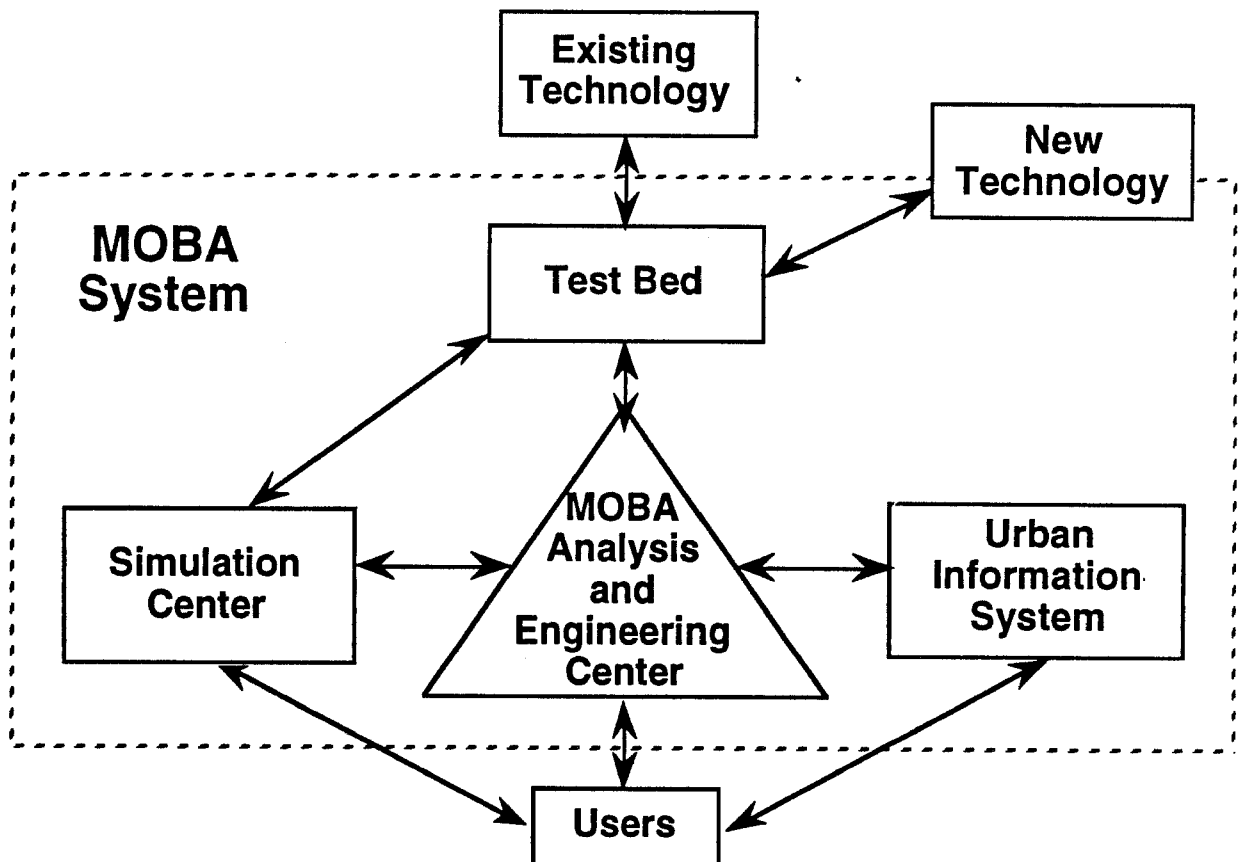 Existing
Technology
New
Technology
MOBA
System
Test Bed
Simulation
Center
MOBA
Analysis
and
Engineering
Center
Urban
Information
System
Users